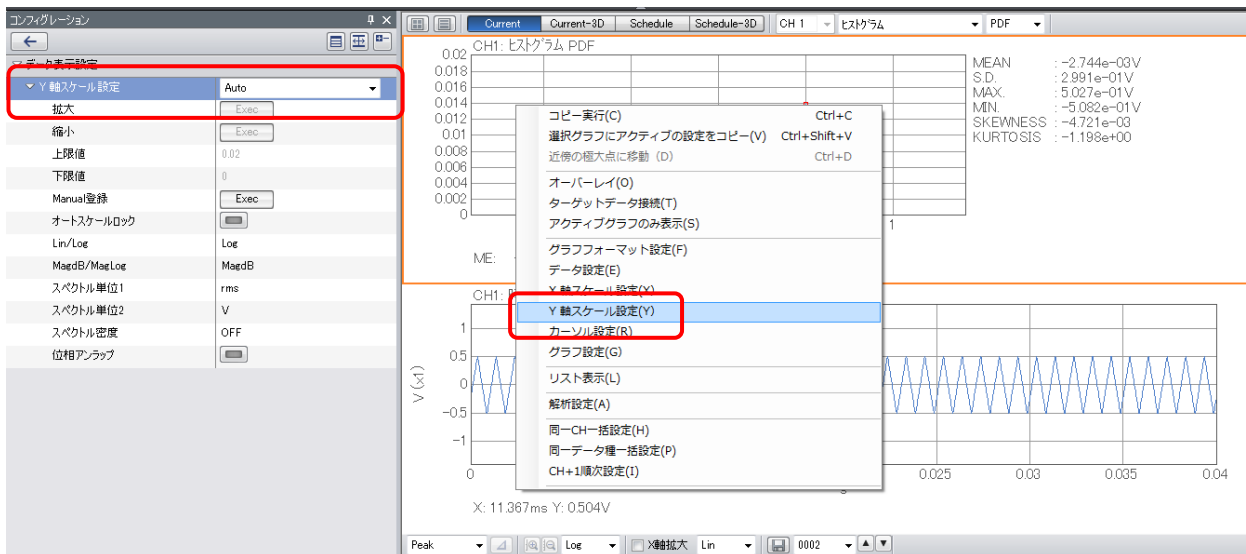 コンフィグレーション
データ表示設定
Y 軸スケール設定 Auto
拡大 Exec
縮小 Exec
上限値 0.02
下限値 0
Manual登録 Exec
オートスケールロック
Lin/Log Log
MagdB/MagLog MagdB
スペクトル単位1 rms
スペクトル単位2 V
スペクトル密度 OFF
位相アンラップ
Current Current-3D Schedule Schedule-3D CH 1 ヒストグラム PDF
CH1: ヒストグラム PDF
0.02
0.018
0.016
0.014
0.012
0.01
0.008
0.006
0.004
0.002
0
1
ME:
MEAN : -2.744e-03V
S.D. : 2.991e-01V
MAX. : 5.027e-01V
MIN. : -5.082e-01V
SKEWNESS : -4.721e-03
KURTOSIS : -1.198e+00
コピー実行(C) Ctrl+C
選択グラフにアクティブの設定をコピー(V) Ctrl+Shift+V
近傍の極大点に移動 (D) Ctrl+D
オーバーレイ(O)
ターゲットデータ接続(T)
アクティブグラフのみ表示(S)
グラフフォーマット設定(F)
データ設定(E)
X 軸スケール設定(X)
Y 軸スケール設定(Y)
カーソル設定(R)
グラフ設定(G)
リスト表示(L)
解析設定(A)
同一CH一括設定(H)
同一データ種一括設定(P)
CH+1順次設定(I)
CH1:
V (x1)
1
0.5
0
-0.5
-1
0 0.025 0.03 0.035 0.04
X: 11.367ms Y: 0.504V
Peak Log X軸拡大 Lin 0002